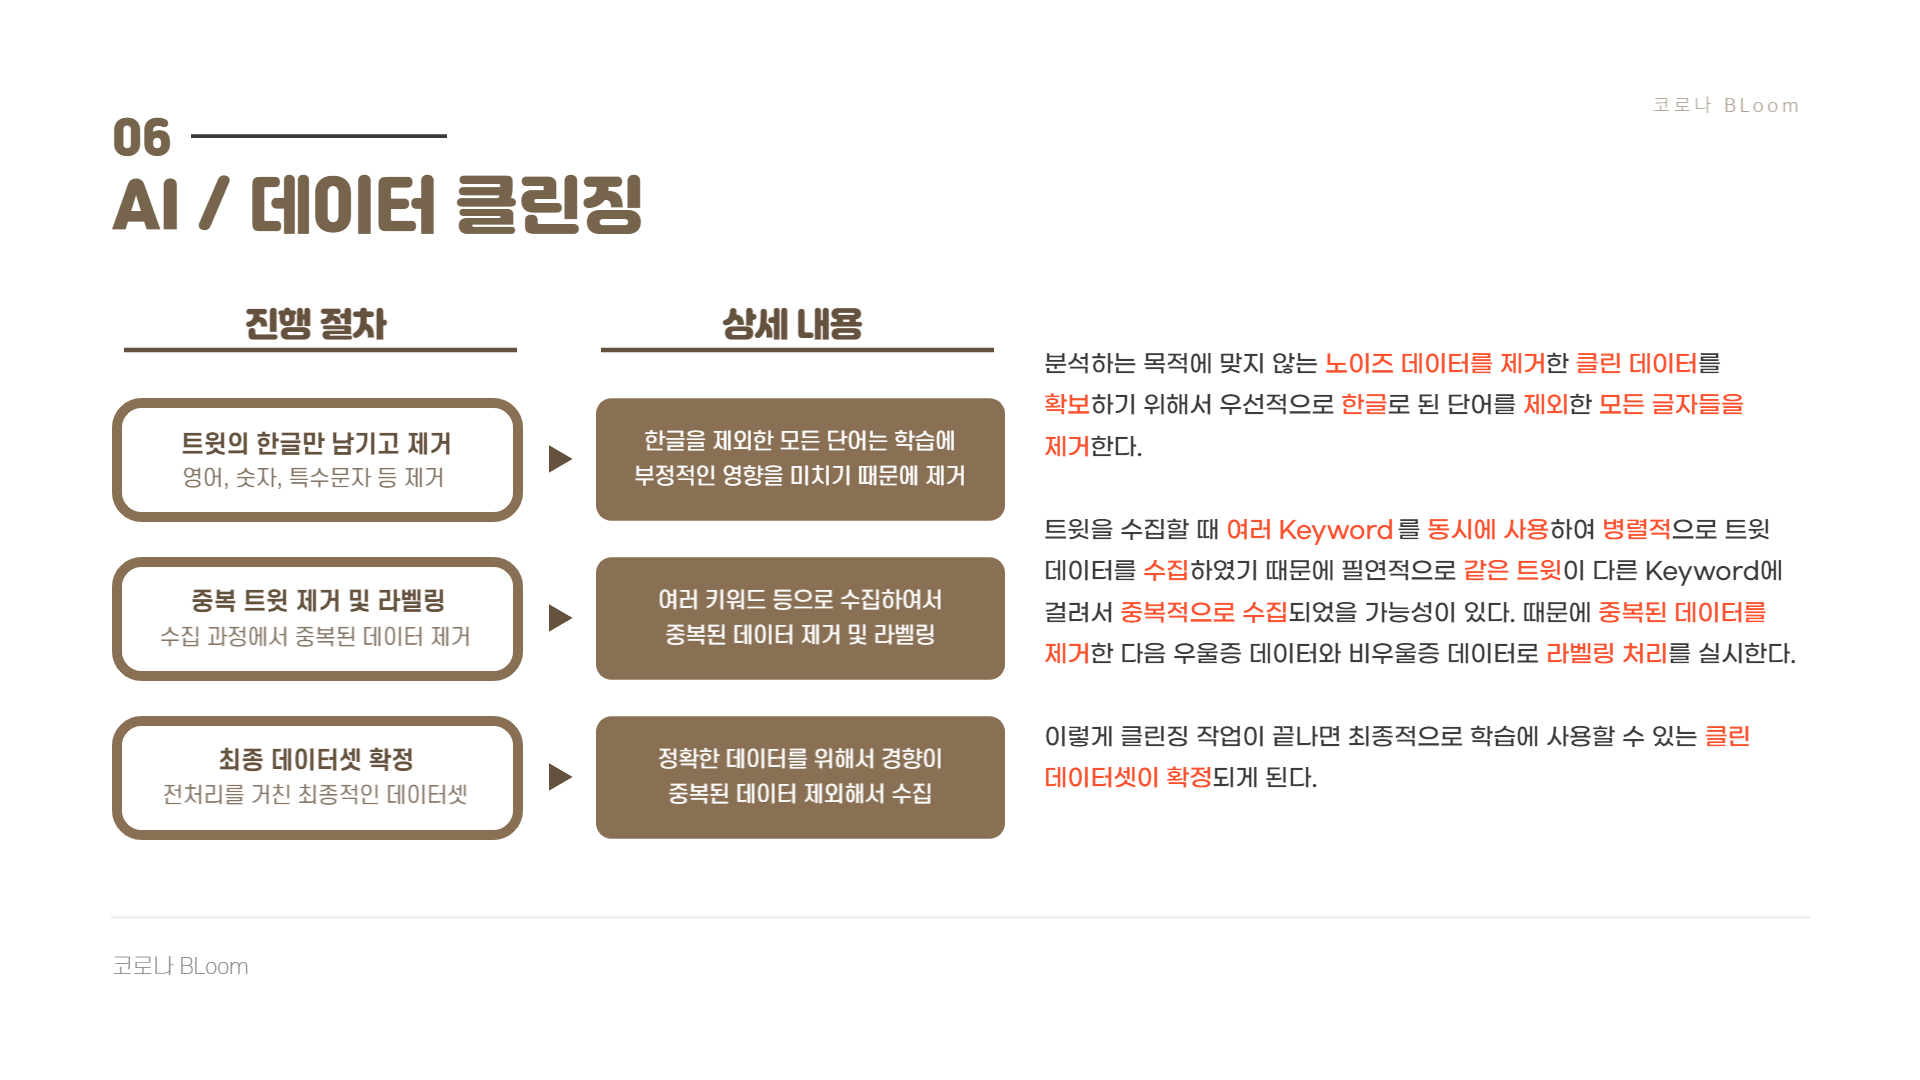 코로나 BLoom
06
AI / 데이터 클린징
진행 절차
상세 내용
트윗의 한글만 남기고 제거
영어, 숫자, 특수문자 등 제거
한글을 제외한 모든 단어는 학습에
부정적인 영향을 미치기 때문에 제거
중복 트윗 제거 및 라벨링
수집 과정에서 중복된 데이터 제거
여러 키워드 등으로 수집하여서
중복된 데이터 제거 및 라벨링
최종 데이터셋 확정
전처리를 거친 최종적인 데이터셋
정확한 데이터를 위해서 경향이
중복된 데이터 제외해서 수집
분석하는 목적에 맞지 않는 노이즈 데이터를 제거한 클린 데이터를
확보하기 위해서 우선적으로 한글로 된 단어를 제외한 모든 글자들을
제거한다.
트윗을 수집할 때 여러 Keyword를 동시에 사용하여 병렬적으로 트윗
데이터를 수집하였기 때문에 필연적으로 같은 트윗이 다른 Keyword에
걸려서 중복적으로 수집되었을 가능성이 있다. 때문에 중복된 데이터를
제거한 다음 우울증 데이터와 비우울증 데이터로 라벨링 처리를 실시한다.
이렇게 클린징 작업이 끝나면 최종적으로 학습에 사용할 수 있는 클린
데이터셋이 확정되게 된다.
코로나 BLoom